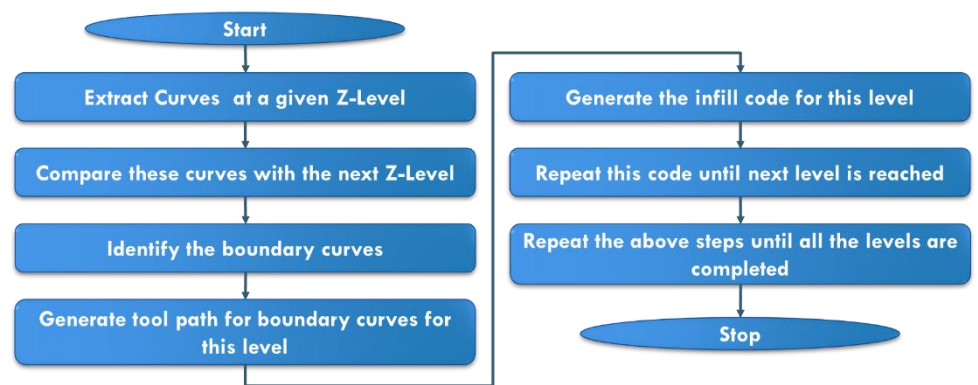 Start
Extract Curves at a given Z-Level
Compare these curves with the next Z-Level
Identify the boundary curves
Generate tool path for boundary curves for
this level
Generate the infill code for this level
Repeat this code until next level is reached
Repeat the above steps until all the levels are
completed
Stop